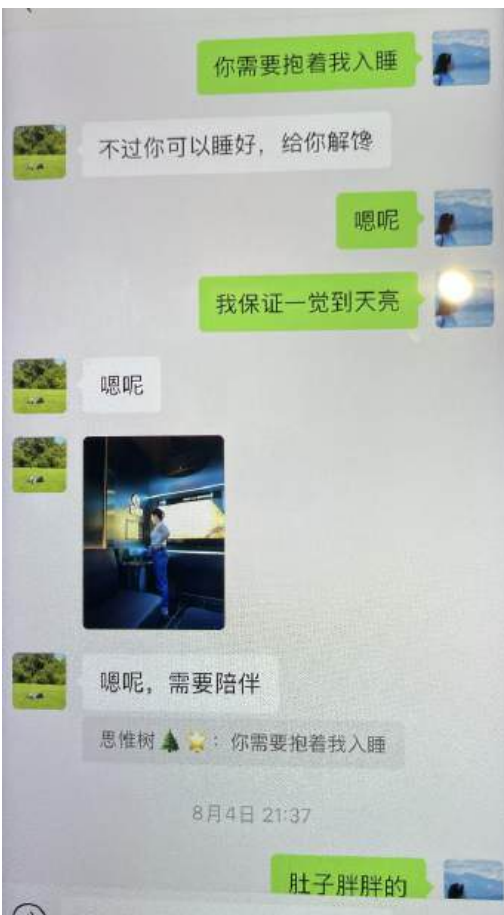 你需要抱着我入睡
不过你可以睡好，给你解馋
嗯呢
我保证一觉到天亮
嗯呢
嗯呢，需要陪伴
思惟树🌲🌟：你需要抱着我入睡
8月4日 21:37
肚子胖胖的